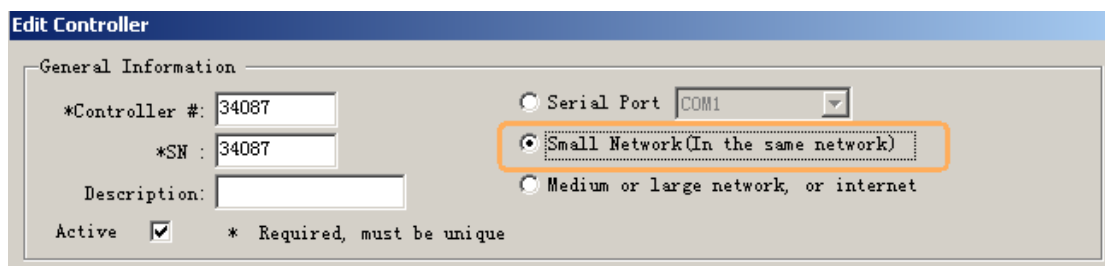 Edit Controller
General Information
*Controller #: 34087
Serial Port COM1
*SN : 34087
Small Network(In the same network)
Description:
Medium or large network, or internet
Active * Required, must be unique